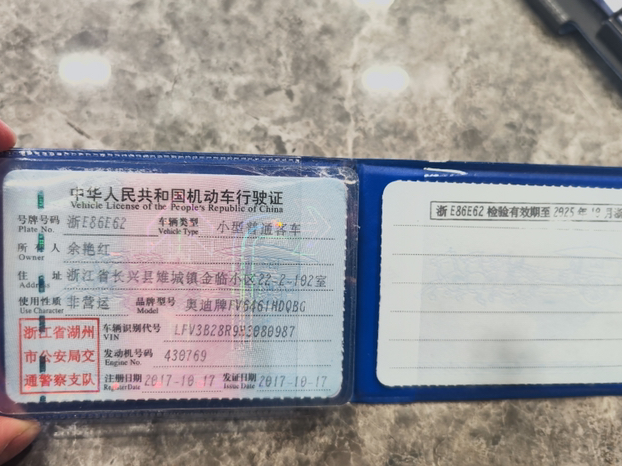 中华人民共和国机动车行驶证
Vehicle License of the People's Republic of China
号牌号码 浙E86E62 车辆类型 小型普通客车
Plate No. Vehicle Type
所有人 余艳红
Owner
住址 浙江省长兴县雉城镇金临小区22-2-102室
Address
使用性质 非营运 品牌型号 奥迪牌FV6461HDQBG
Use Character Model
浙江省湖州
市公安局交
通警察支队
车辆识别代号
VIN
发动机号码 430769
Engine No.
注册日期 2017-10-17 发证日期 2017-10-17
Register Date Issue Date
浙E86E62 检验有效期至 2025年10月